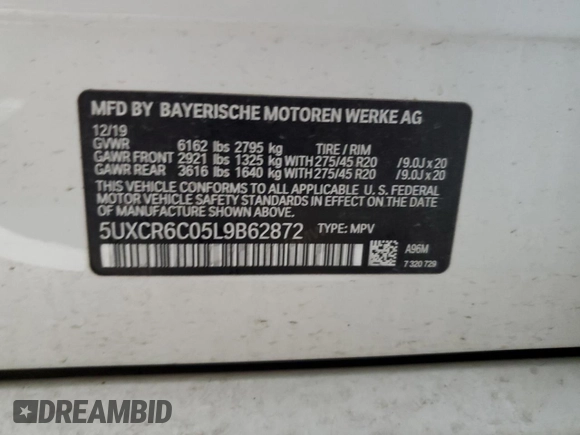 MFD BY BAYERISCHE MOTOREN WERKE AG
12/19
GVWR 6162 lbs 2795 kg TIRE / RIM
GAWR FRONT 2921 lbs 1325 kg WITH 275/45 R20 /9.0J x 20
GAWR REAR 3616 lbs 1640 kg WITH 275/45 R20 /9.0J x 20
THIS VEHICLE CONFORMS TO ALL APPLICABLE U. S. FEDERAL
MOTOR VEHICLE SAFETY STANDARDS IN EFFECT ON THE DATE
OF MANUFACTURE SHOWN ABOVE.
5UXCR6C05L9B62872 TYPE: MPV
A96M
7 320 729
DREAMBID